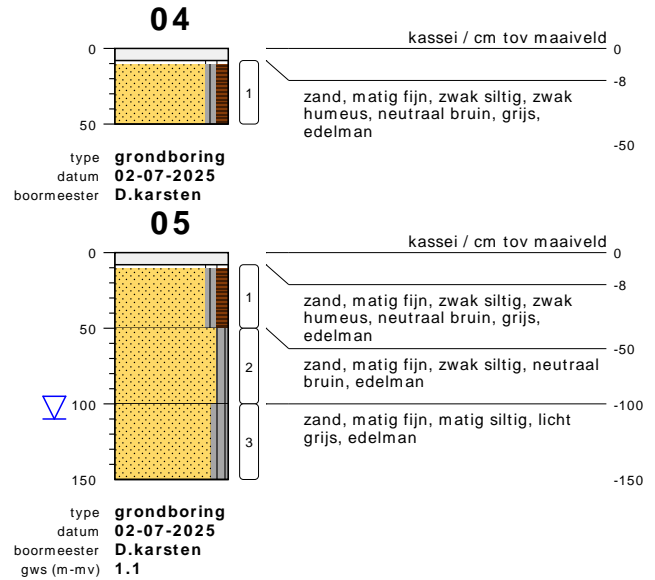 04
kassei / cm tov maaiveld
0
0
-8
1
zand, matig fijn, zwak siltig, zwak
humeus, neutraal bruin, grijs,
edelman
50
-50
type grondboring
datum 02-07-2025
boormeester D.karsten
05
kassei / cm tov maaiveld
0
0
-8
1
zand, matig fijn, zwak siltig, zwak
humeus, neutraal bruin, grijs,
edelman
50
-50
2
zand, matig fijn, zwak siltig, neutraal
bruin, edelman
100
-100
3
zand, matig fijn, matig siltig, licht
grijs, edelman
150
-150
type grondboring
datum 02-07-2025
boormeester D.karsten
gws (m-mv) 1.1